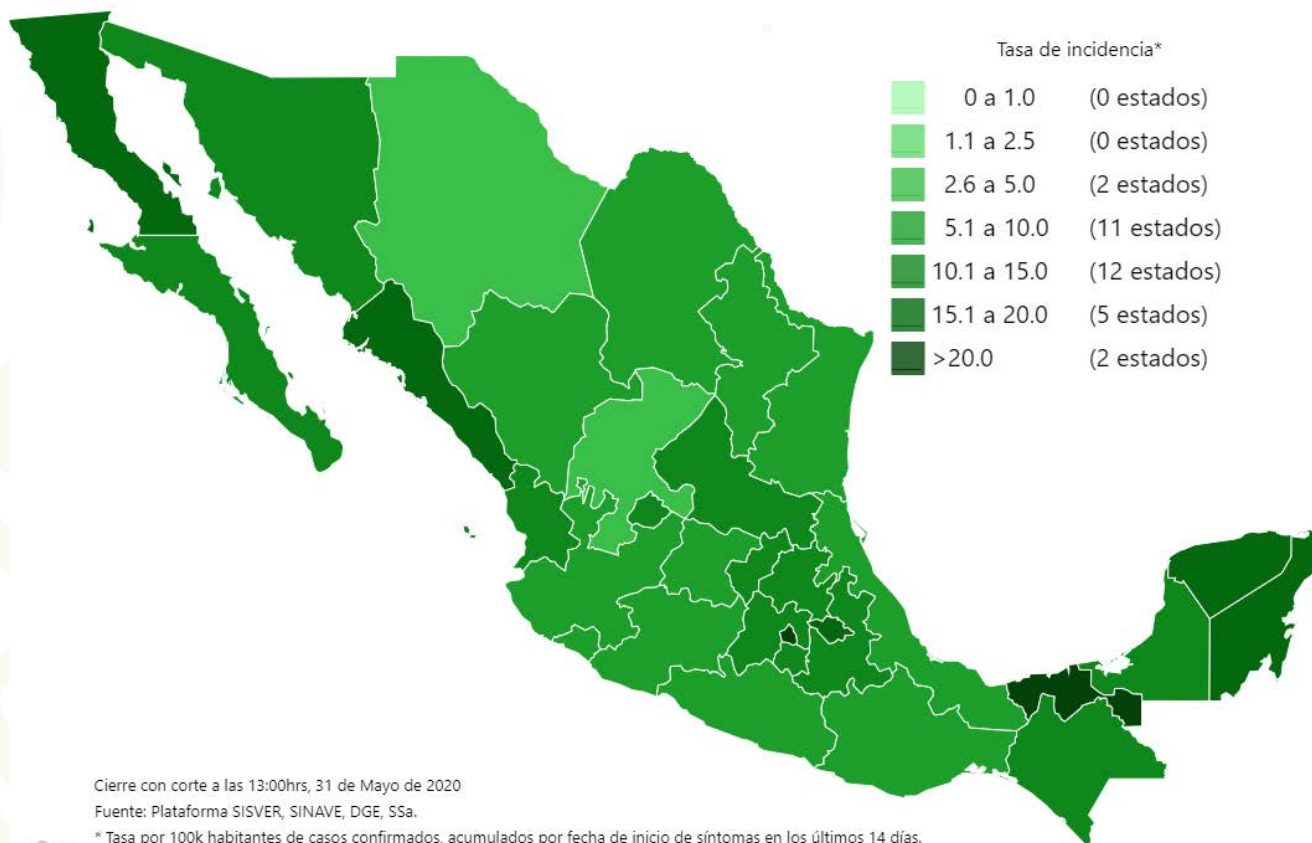 Tasa de incidencia*
0 a 1.0 (0 estados)
1.1 a 2.5 (0 estados)
2.6 a 5.0 (2 estados)
5.1 a 10.0 (11 estados)
10.1 a 15.0 (12 estados)
15.1 a 20.0 (5 estados)
>20.0 (2 estados)
Cierre con corte a las 13:00hrs, 31 de Mayo de 2020
Fuente: Plataforma SISVER, SINAVE, DGE, SSa.
* Tasa por 100k habitantes de casos confirmados, acumulados por fecha de inicio de síntomas en los últimos 14 días.